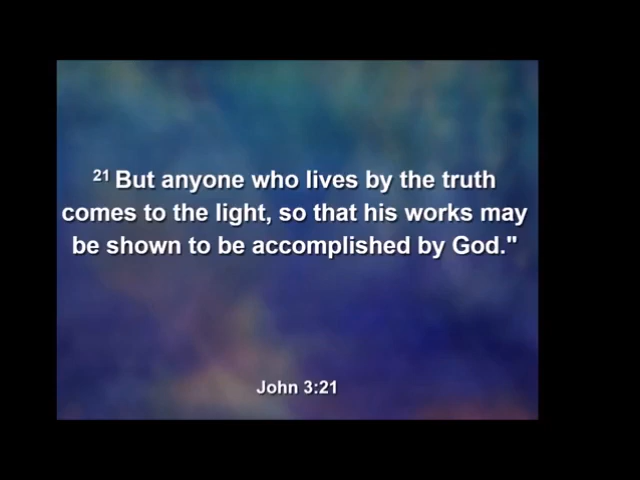 21 But anyone who lives by the truth
comes to the light, so that his works may
be shown to be accomplished by God."
John 3:21